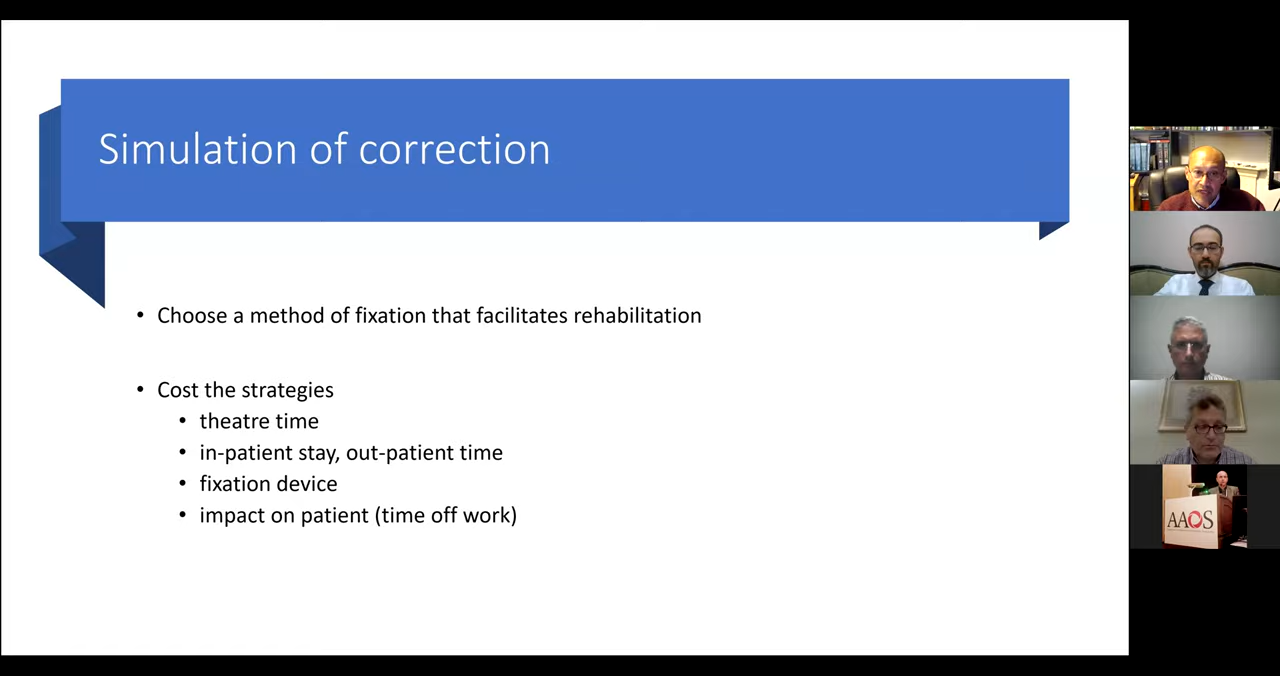 Simulation of correction
• Choose a method of fixation that facilitates rehabilitation
• Cost the strategies
• theatre time
• in-patient stay, out-patient time
• fixation device
• impact on patient (time off work)
AAOS